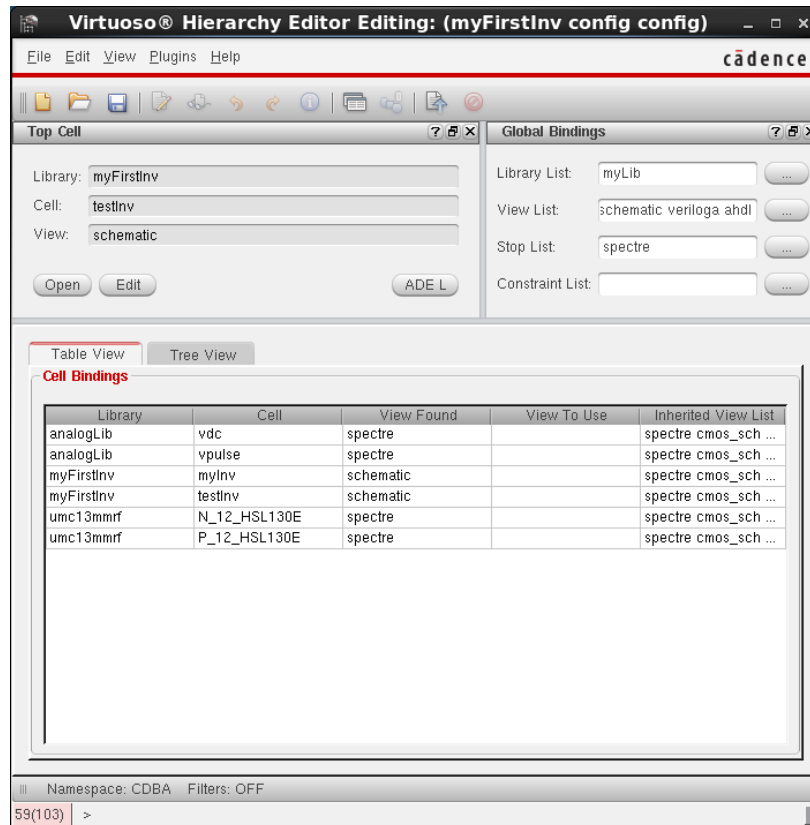 Virtuoso® Hierarchy Editor Editing: (myFirstInv config config)
File Edit View Plugins Help
cādence
Top Cell
Library: myFirstInv
Cell: testInv
View: schematic
Open Edit ADE L
Global Bindings
Library List: myLib ...
View List: schematic veriloga ahdl ...
Stop List: spectre ...
Constraint List: ...
Table View Tree View
Cell Bindings
Library Cell View Found View To Use Inherited View List
analogLib vdc spectre spectre cmos_sch ...
analogLib vpulse spectre spectre cmos_sch ...
myFirstInv myInv schematic spectre cmos_sch ...
myFirstInv testInv schematic spectre cmos_sch ...
umc13mmrf N_12_HSL130E spectre spectre cmos_sch ...
umc13mmrf P_12_HSL130E spectre spectre cmos_sch ...
Namespace: CDBA Filters: OFF
59(103) >